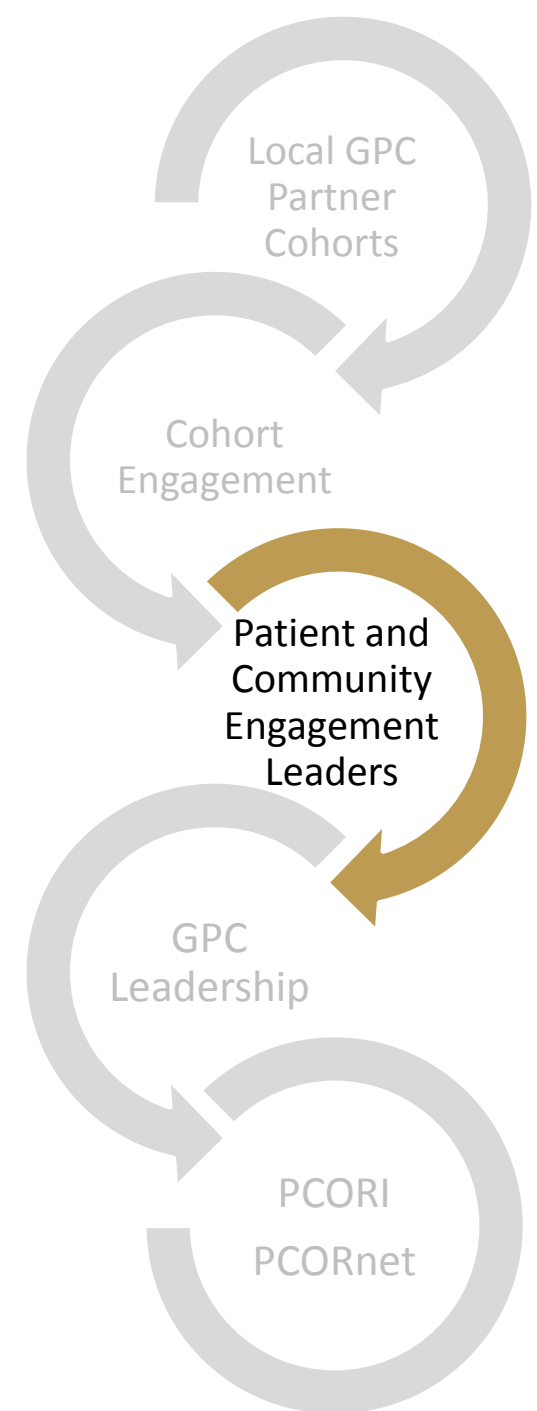 Local GPC
Partner
Cohorts
Cohort
Engagement
Patient and
Community
Engagement
Leaders
GPC
Leadership
PCORI
PCORnet